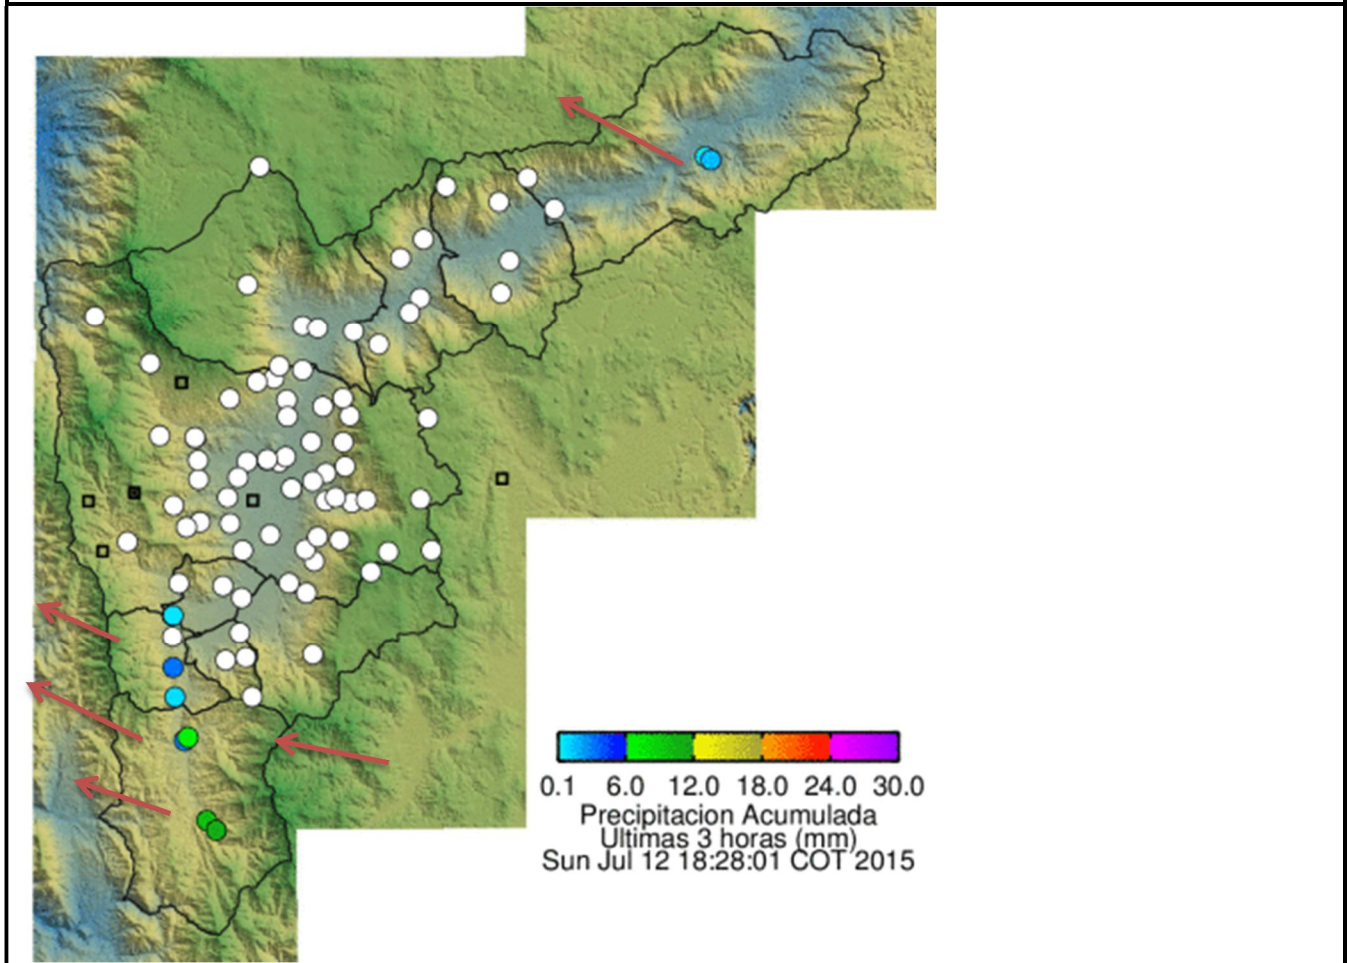 0.1 6.0 12.0 18.0 24.0 30.0
Precipitacion Acumulada
Ultimas 3 horas (mm)
Sun Jul 12 18:28:01 COT 2015